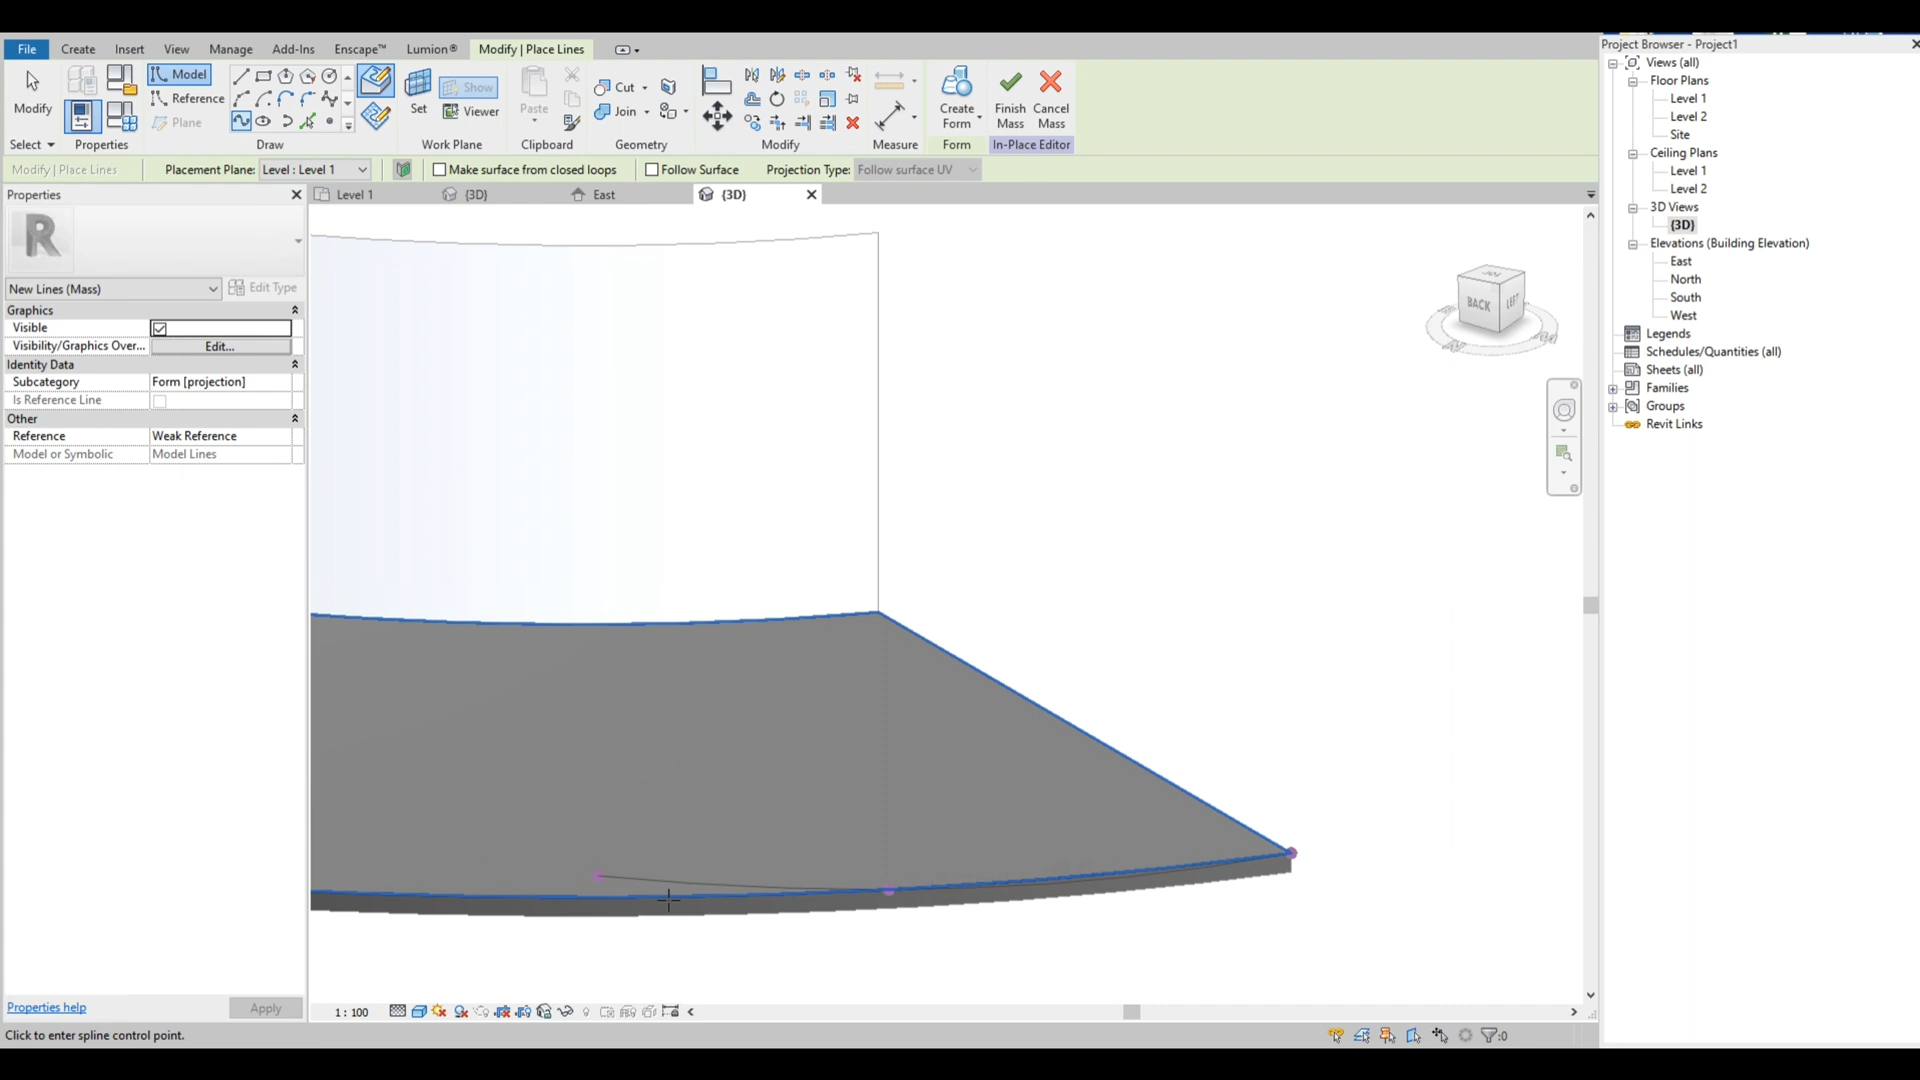 File Create Insert View Manage Add-Ins Enscape™ Lumion® Modify | Place Lines
Modify
Select
Properties
Model
Reference
Plane
Draw
Set
Show
Viewer
Work Plane
Paste
Clipboard
Cut
Join
Geometry
Modify
Measure
Create
Form
Form
Finish
Mass
Cancel
Mass
In-Place Editor
Modify | Place Lines Placement Plane: Level : Level 1 Make surface from closed loops Follow Surface Projection Type: Follow surface UV
Properties
R
New Lines (Mass) Edit Type
Graphics
Visible
Visibility/Graphics Over... Edit...
Identity Data
Subcategory Form [projection]
Is Reference Line
Other
Reference Weak Reference
Model or Symbolic Model Lines
Properties help Apply
Level 1 {3D} East {3D}
TOP
BACK
LEFT
1 : 100
Click to enter spline control point.
:0
Project Browser - Project1
Views (all)
Floor Plans
Level 1
Level 2
Site
Ceiling Plans
Level 1
Level 2
3D Views
{3D}
Elevations (Building Elevation)
East
North
South
West
Legends
Schedules/Quantities (all)
Sheets (all)
Families
Groups
Revit Links